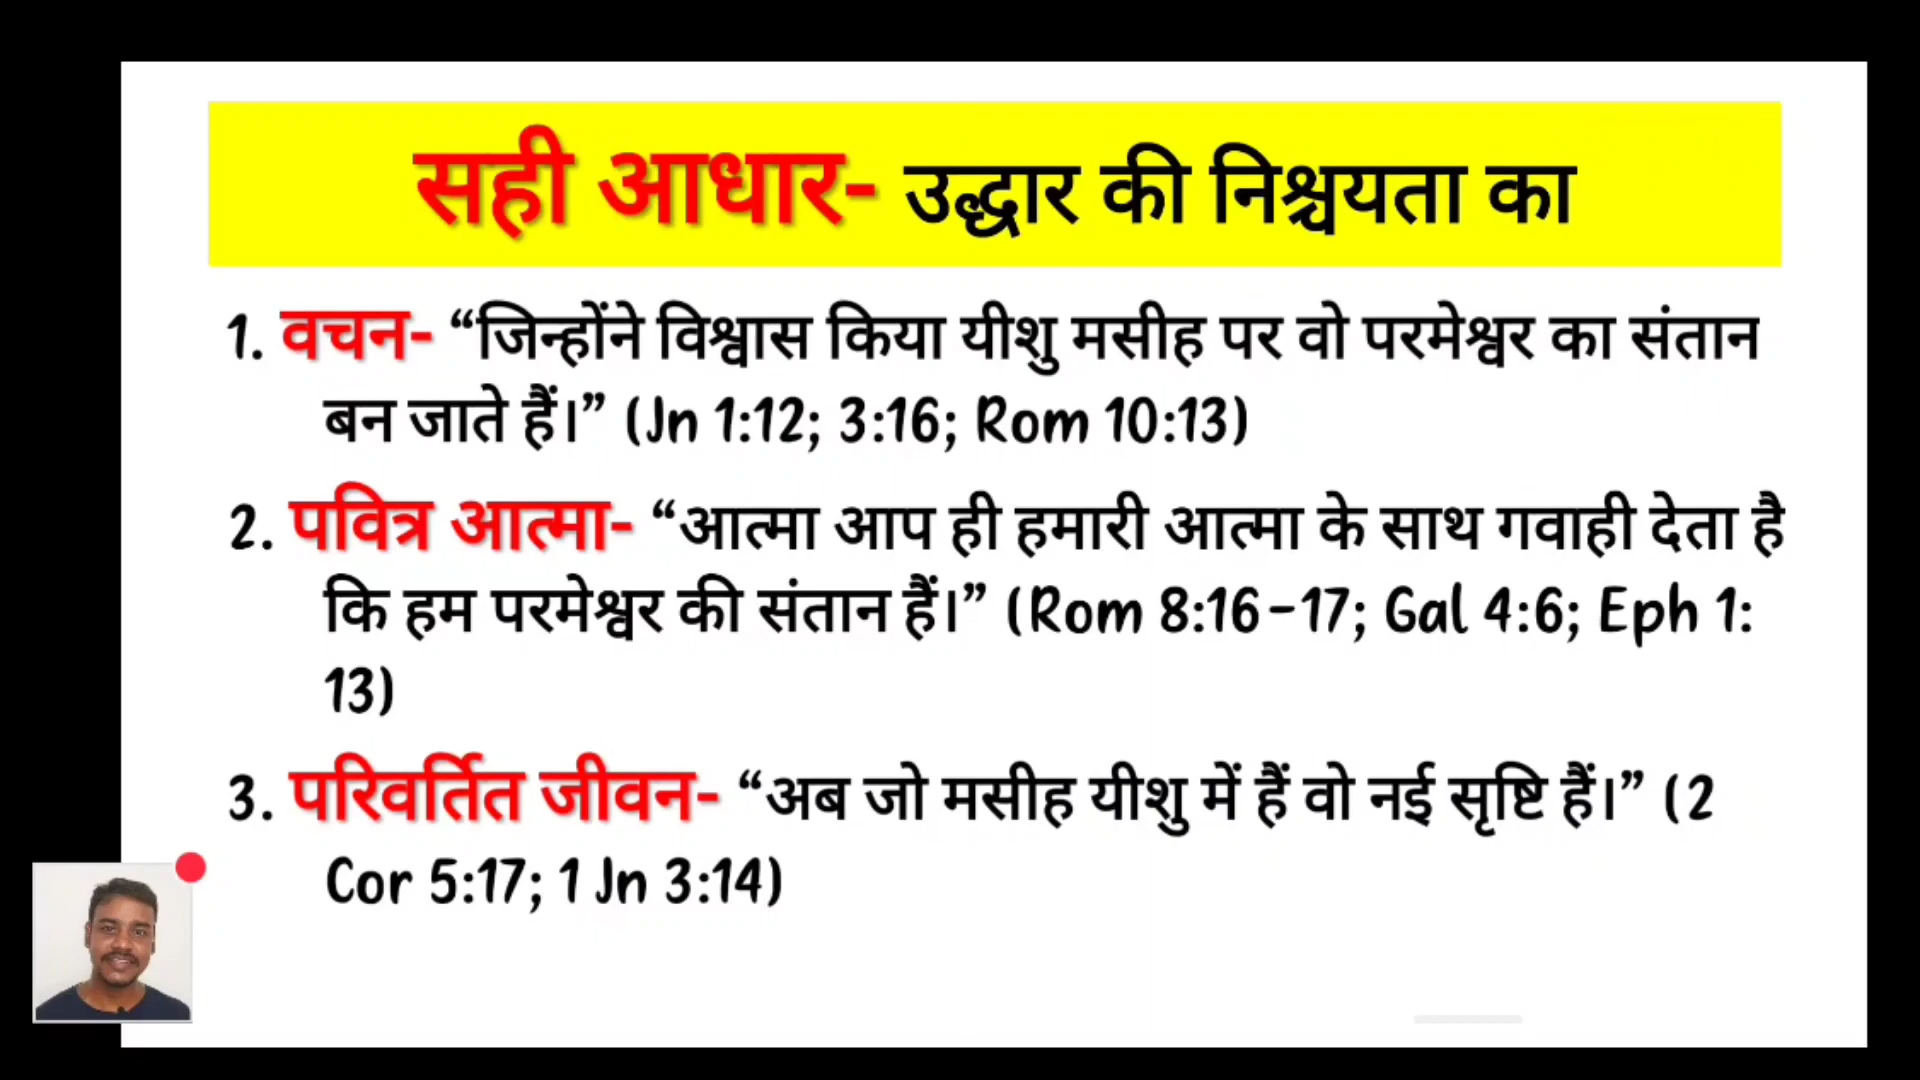 सही आधार- उद्धार की निश्चयता का
1. वचन- “जिन्होंने विश्वास किया यीशु मसीह पर वो परमेश्वर का संतान
बन जाते हैं।” (Jn 1:12; 3:16; Rom 10:13)
2. पवित्र आत्मा- “आत्मा आप ही हमारी आत्मा के साथ गवाही देता है
कि हम परमेश्वर की संतान हैं।” (Rom 8:16-17; Gal 4:6; Eph 1:
13)
3. परिवर्तित जीवन- “अब जो मसीह यीशु में हैं वो नई सृष्टि हैं।” (2
Cor 5:17; 1 Jn 3:14)